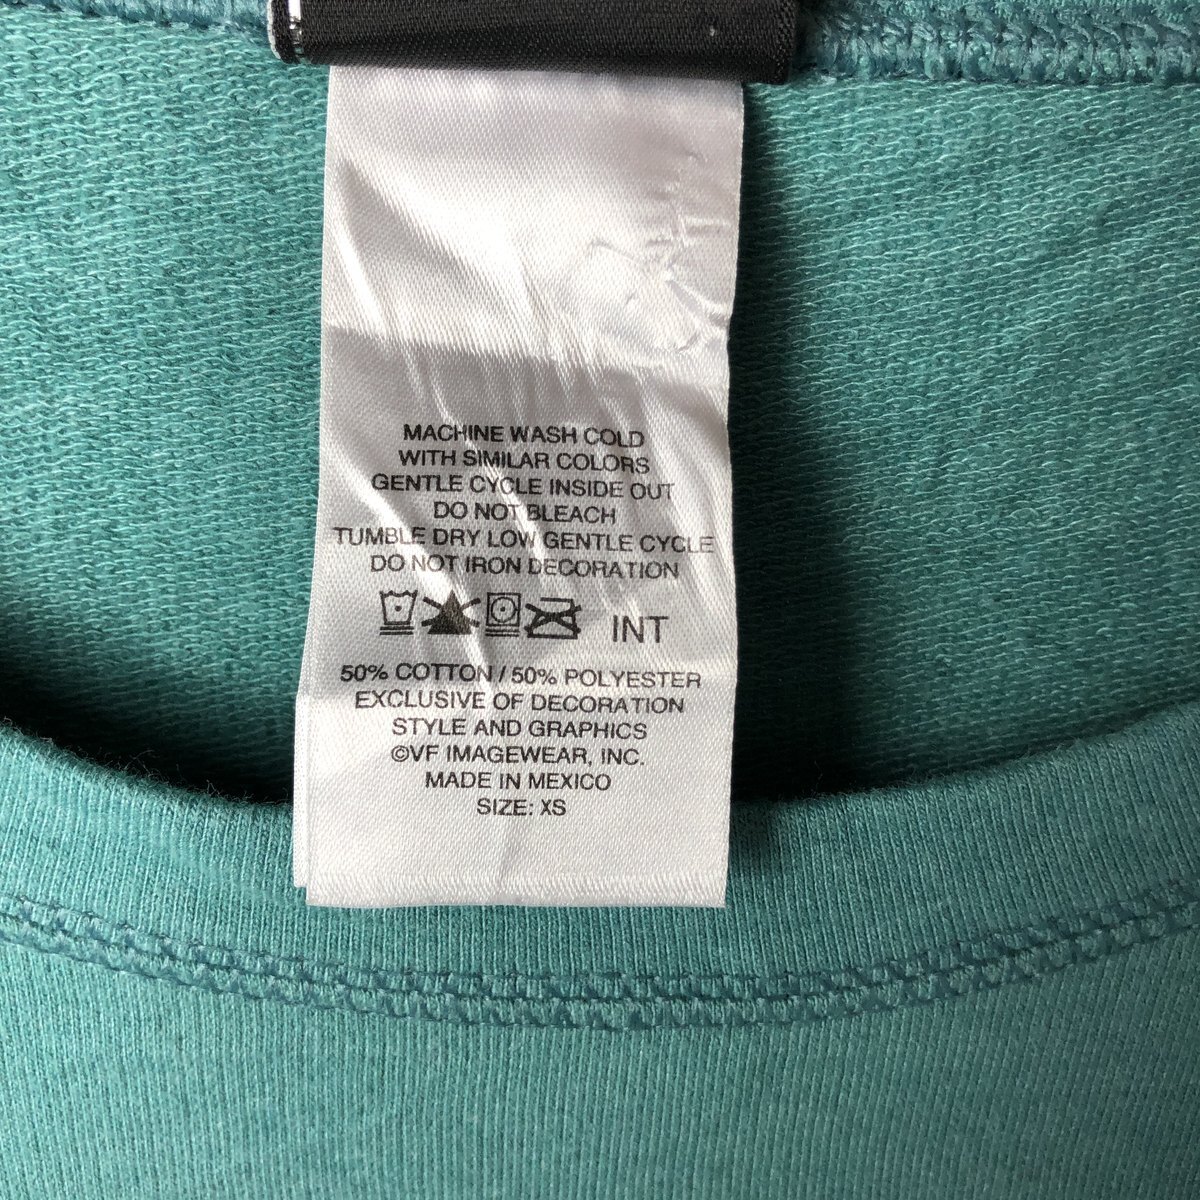 MACHINE WASH COLD
WITH SIMILAR COLORS
GENTLE CYCLE INSIDE OUT
DO NOT BLEACH
TUMBLE DRY LOW GENTLE CYCLE
DO NOT IRON DECORATION
INT
50% COTTON / 50% POLYESTER
EXCLUSIVE OF DECORATION
STYLE AND GRAPHICS
©VF IMAGEWEAR, INC.
MADE IN MEXICO
SIZE: XS